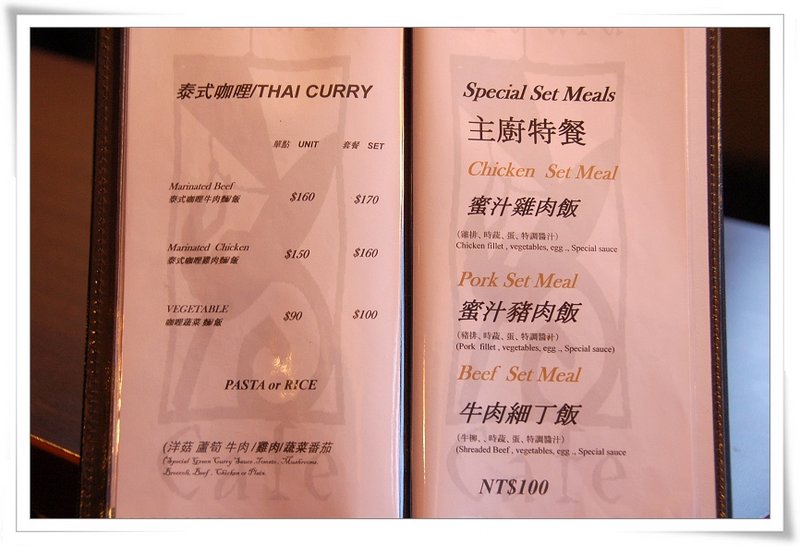 泰式咖哩/THAI CURRY
單點 UNIT 套餐 SET
Marinated Beef
泰式咖哩牛肉麵/飯 $160 $170
Marinated Chicken
泰式咖哩雞肉麵/飯 $150 $160
VEGETABLE
咖哩蔬菜 麵/飯 $90 $100
PASTA or RICE
(洋菇 蘆筍 牛肉 /雞肉/蔬菜番茄
(Special Green Curry Sauce ,Tomato , Mushrooms,
Broccoli, Beef , Chicken or Plain.
Cafe
Special Set Meals
主廚特餐
Chicken Set Meal
蜜汁雞肉飯
(雞排、時蔬、蛋、特調醬汁)
Chicken fillet , vegetables, egg ., Special sauce
Pork Set Meal
蜜汁豬肉飯
(豬排、時蔬、蛋、特調醬汁)
(Pork fillet , vegetables, egg ., Special sauce)
Beef Set Meal
牛肉細丁飯
(牛柳、、時蔬、蛋、特調醬汁)
(Shreaded Beef , vegetables, egg ., Special sauce
NT$100
Cafe